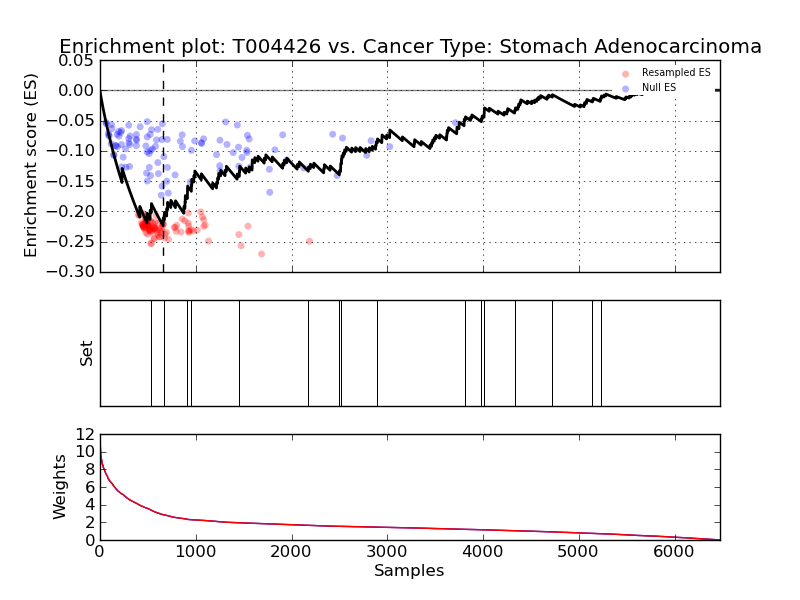 Enrichment plot: T004426 vs. Cancer Type: Stomach Adenocarcinoma
Enrichment score (ES)
0.05
0.00
−0.05
−0.10
−0.15
−0.20
−0.25
−0.30
Resampled ES
Null ES
Set
Weights
12
10
8
6
4
2
0
0 1000 2000 3000 4000 5000 6000
Samples